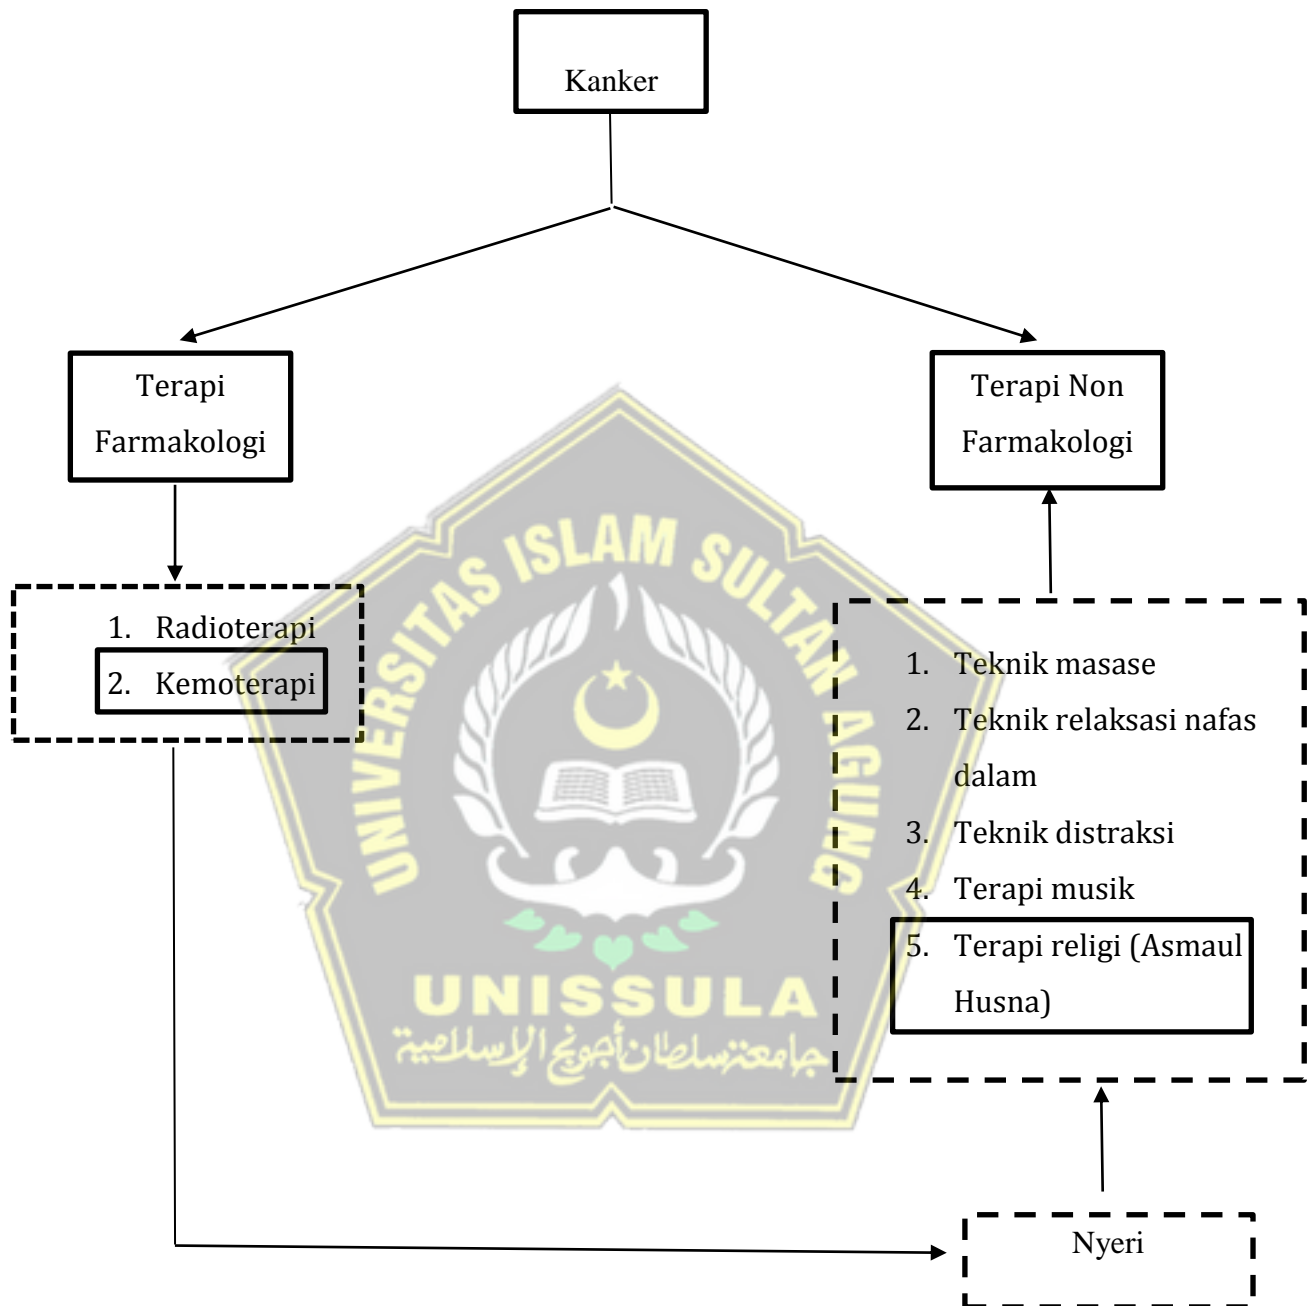 Kanker
Terapi
Farmakologi
Terapi Non
Farmakologi
1. Radioterapi
2. Kemoterapi
1. Teknik masase
2. Teknik relaksasi nafas
dalam
3. Teknik distraksi
4. Terapi musik
5. Terapi religi (Asmaul
Husna)
Nyeri
UNIVERSITAS ISLAM SULTAN AGUNG
UNISSULA
جامعة سلطان أجونج الإسلامية